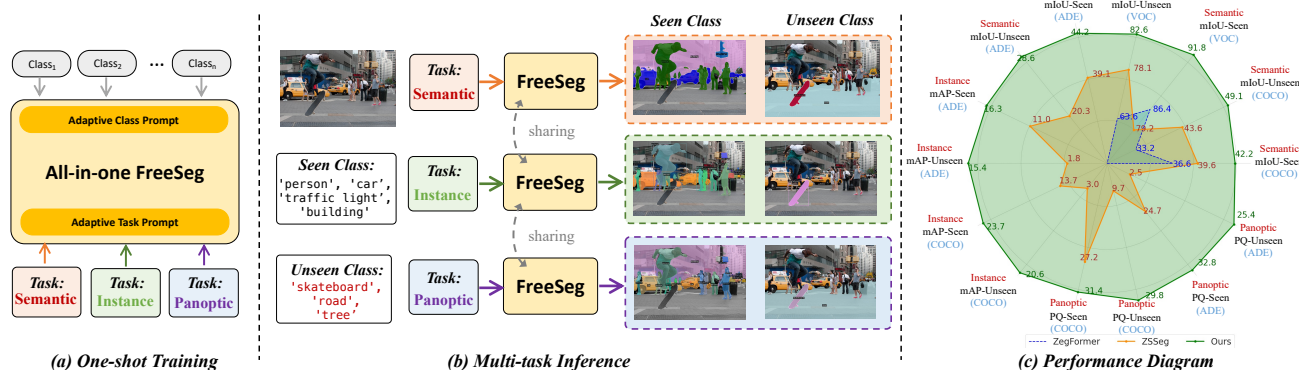 Class1
Class2
...
Classn
Adaptive Class Prompt
All-in-one FreeSeg
Adaptive Task Prompt
Task:
Semantic
Task:
Instance
Task:
Panoptic
(a) One-shot Training
Seen Class
Unseen Class
Task:
Semantic
FreeSeg
sharing
Seen Class:
'person', 'car',
'traffic light',
'building'
Task:
Instance
FreeSeg
sharing
Unseen Class:
'skateboard',
'road',
'tree'
Task:
Panoptic
FreeSeg
(b) Multi-task Inference
mIoU-Seen
(ADE)
44.2
39.1
mIoU-Unseen
(VOC)
82.6
78.1
63.6
Semantic
mIoU-Seen
(VOC)
91.8
86.4
Semantic
mIoU-Unseen
(COCO)
49.1
43.6
33.2
Semantic
mIoU-Seen
(COCO)
42.2
39.6
36.6
25.4
Panoptic
PQ-Unseen
(ADE)
2.5
32.8
Panoptic
PQ-Seen
(ADE)
24.7
29.8
Panoptic
PQ-Unseen
(COCO)
9.7
31.4
Panoptic
PQ-Seen
(COCO)
27.2
20.6
Instance
mAP-Unseen
(COCO)
3.0
23.7
Instance
mAP-Seen
(COCO)
13.7
15.4
Instance
mAP-Unseen
(ADE)
1.8
16.3
Instance
mAP-Seen
(ADE)
11.0
28.6
Semantic
mIoU-Unseen
(ADE)
20.3
ZegFormer
ZSSeg
Ours
(c) Performance Diagram